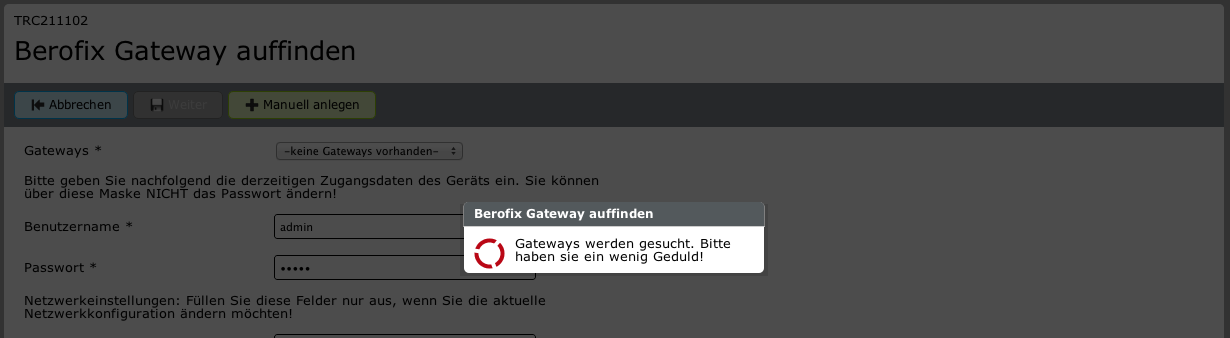 TRC211102
Berofix Gateway auffinden
Abbrechen
Weiter
Manuell anlegen
Gateways *
-keine Gateways vorhanden-
Bitte geben Sie nachfolgend die derzeitigen Zugangsdaten des Geräts ein. Sie können
über diese Maske NICHT das Passwort ändern!
Benutzername *
admin
Berofix Gateway auffinden
Gateways werden gesucht. Bitte
haben sie ein wenig Geduld!
Passwort *
•••••
Netzwerkeinstellungen: Füllen Sie diese Felder nur aus, wenn Sie die aktuelle
Netzwerkkonfiguration ändern möchten!